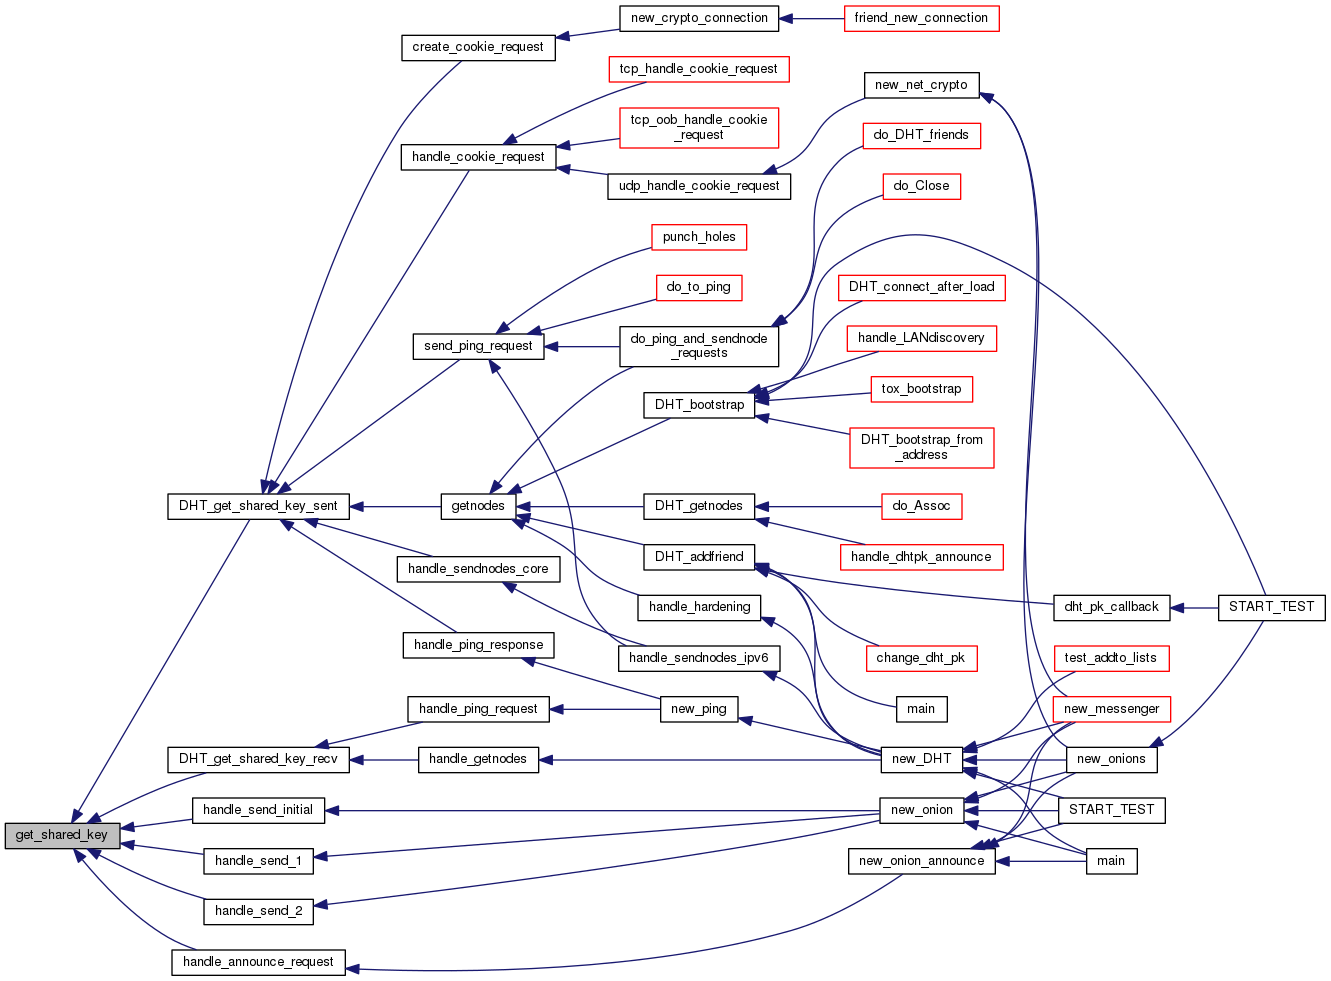 new_crypto_connection
friend_new_connection
create_cookie_request
tcp_handle_cookie_request
new_net_crypto
tcp_oob_handle_cookie
_request
do_DHT_friends
handle_cookie_request
udp_handle_cookie_request
do_Close
punch_holes
do_to_ping
DHT_connect_after_load
send_ping_request
do_ping_and_sendnode
_requests
handle_LANdiscovery
tox_bootstrap
DHT_bootstrap
DHT_bootstrap_from
_address
DHT_get_shared_key_sent
getnodes
DHT_getnodes
do_Assoc
DHT_addfriend
handle_dhtpk_announce
handle_sendnodes_core
handle_hardening
dht_pk_callback
START_TEST
handle_ping_response
handle_sendnodes_ipv6
change_dht_pk
test_addto_lists
handle_ping_request
new_ping
main
new_messenger
DHT_get_shared_key_recv
handle_getnodes
new_DHT
new_onions
handle_send_initial
new_onion
START_TEST
get_shared_key
handle_send_1
new_onion_announce
main
handle_send_2
handle_announce_request